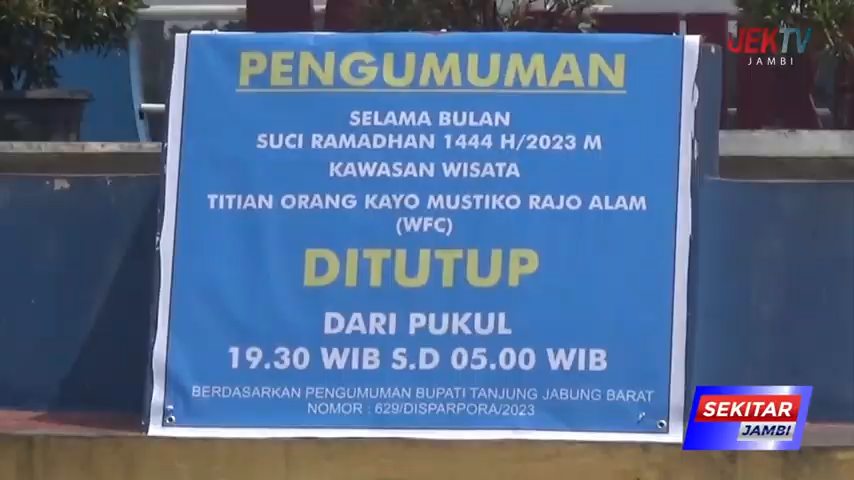 JEKTV
JAMBI
PENGUMUMAN
SELAMA BULAN
SUCI RAMADHAN 1444 H/2023 M
KAWASAN WISATA
TITIAN ORANG KAYO MUSTIKO RAJO ALAM
(WFC)
DITUTUP
DARI PUKUL
19.30 WIB S.D 05.00 WIB
BERDASARKAN PENGUMUMAN BUPATI TANJUNG JABUNG BARAT
NOMOR : 629/DISPARPORA/2023
SEKITAR
JAMBI